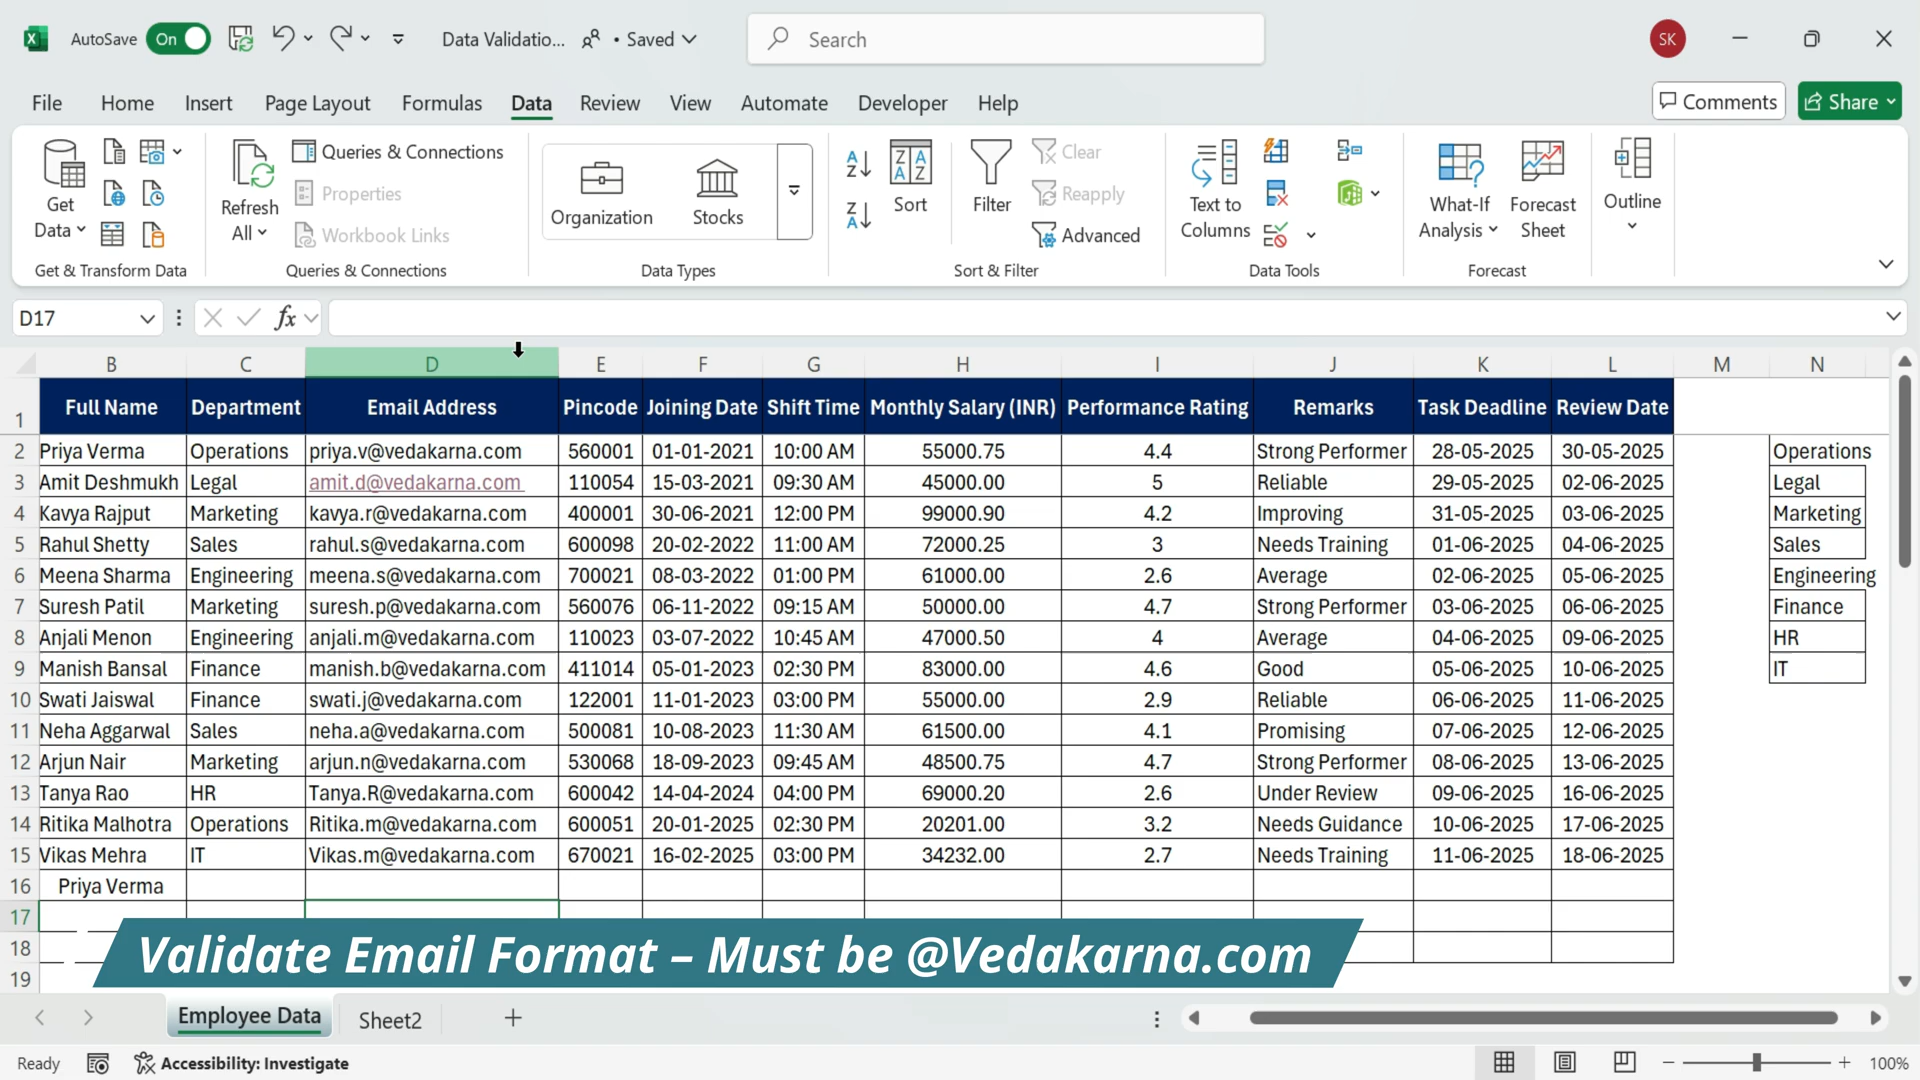 AutoSave On Data Validatio... • Saved Search SK
File Home Insert Page Layout Formulas Data Review View Automate Developer Help Comments Share
Get Data
Get & Transform Data
Refresh All
Queries & Connections
Properties
Workbook Links
Queries & Connections
Organization Stocks
Data Types
Sort
Filter
Clear
Reapply
Advanced
Sort & Filter
Text to Columns
Data Tools
What-If Analysis
Forecast Sheet
Forecast
Outline
D17 fx
B C D E F G H I J K L M N
1 Full Name Department Email Address Pincode Joining Date Shift Time Monthly Salary (INR) Performance Rating Remarks Task Deadline Review Date
2 Priya Verma Operations priya.v@vedakarna.com 560001 01-01-2021 10:00 AM 55000.75 4.4 Strong Performer 28-05-2025 30-05-2025 Operations
3 Amit Deshmukh Legal amit.d@vedakarna.com 110054 15-03-2021 09:30 AM 45000.00 5 Reliable 29-05-2025 02-06-2025 Legal
4 Kavya Rajput Marketing kavya.r@vedakarna.com 400001 30-06-2021 12:00 PM 99000.90 4.2 Improving 31-05-2025 03-06-2025 Marketing
5 Rahul Shetty Sales rahul.s@vedakarna.com 600098 20-02-2022 11:00 AM 72000.25 3 Needs Training 01-06-2025 04-06-2025 Sales
6 Meena Sharma Engineering meena.s@vedakarna.com 700021 08-03-2022 01:00 PM 61000.00 2.6 Average 02-06-2025 05-06-2025 Engineering
7 Suresh Patil Marketing suresh.p@vedakarna.com 560076 06-11-2022 09:15 AM 50000.00 4.7 Strong Performer 03-06-2025 06-06-2025 Finance
8 Anjali Menon Engineering anjali.m@vedakarna.com 110023 03-07-2022 10:45 AM 47000.50 4 Average 04-06-2025 09-06-2025 HR
9 Manish Bansal Finance manish.b@vedakarna.com 411014 05-01-2023 02:30 PM 83000.00 4.6 Good 05-06-2025 10-06-2025 IT
10 Swati Jaiswal Finance swati.j@vedakarna.com 122001 11-01-2023 03:00 PM 55000.00 2.9 Reliable 06-06-2025 11-06-2025
11 Neha Aggarwal Sales neha.a@vedakarna.com 500081 10-08-2023 11:30 AM 61500.00 4.1 Promising 07-06-2025 12-06-2025
12 Arjun Nair Marketing arjun.n@vedakarna.com 530068 18-09-2023 09:45 AM 48500.75 4.7 Strong Performer 08-06-2025 13-06-2025
13 Tanya Rao HR Tanya.R@vedakarna.com 600042 14-04-2024 04:00 PM 69000.20 2.6 Under Review 09-06-2025 16-06-2025
14 Ritika Malhotra Operations Ritika.m@vedakarna.com 600051 20-01-2025 02:30 PM 20201.00 3.2 Needs Guidance 10-06-2025 17-06-2025
15 Vikas Mehra IT Vikas.m@vedakarna.com 670021 16-02-2025 03:00 PM 34232.00 2.7 Needs Training 11-06-2025 18-06-2025
16 Priya Verma
17
18
Validate Email Format – Must be @Vedakarna.com
19
Employee Data Sheet2
Ready Accessibility: Investigate 100%